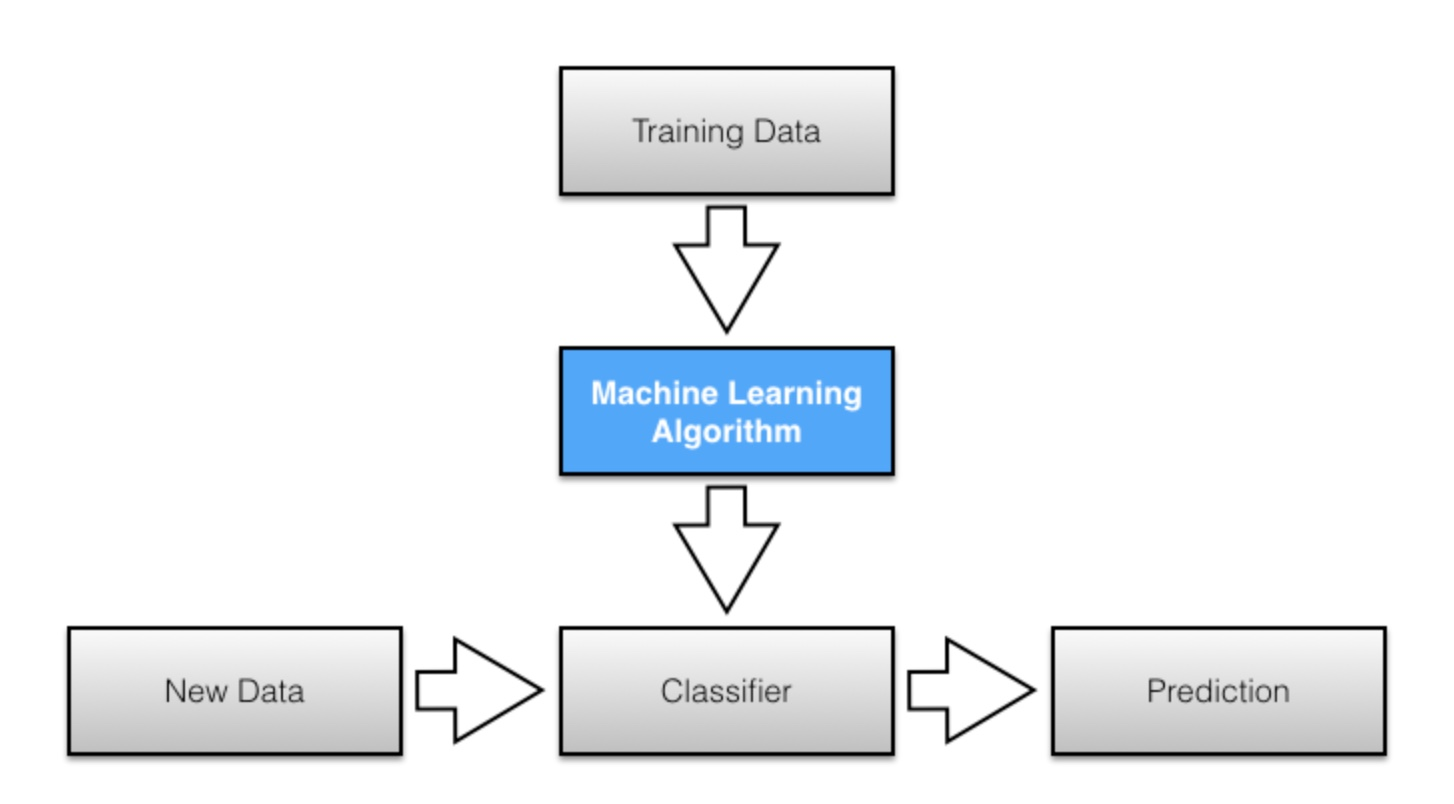 Training Data
Machine Learning
Algorithm
New Data
Classifier
Prediction